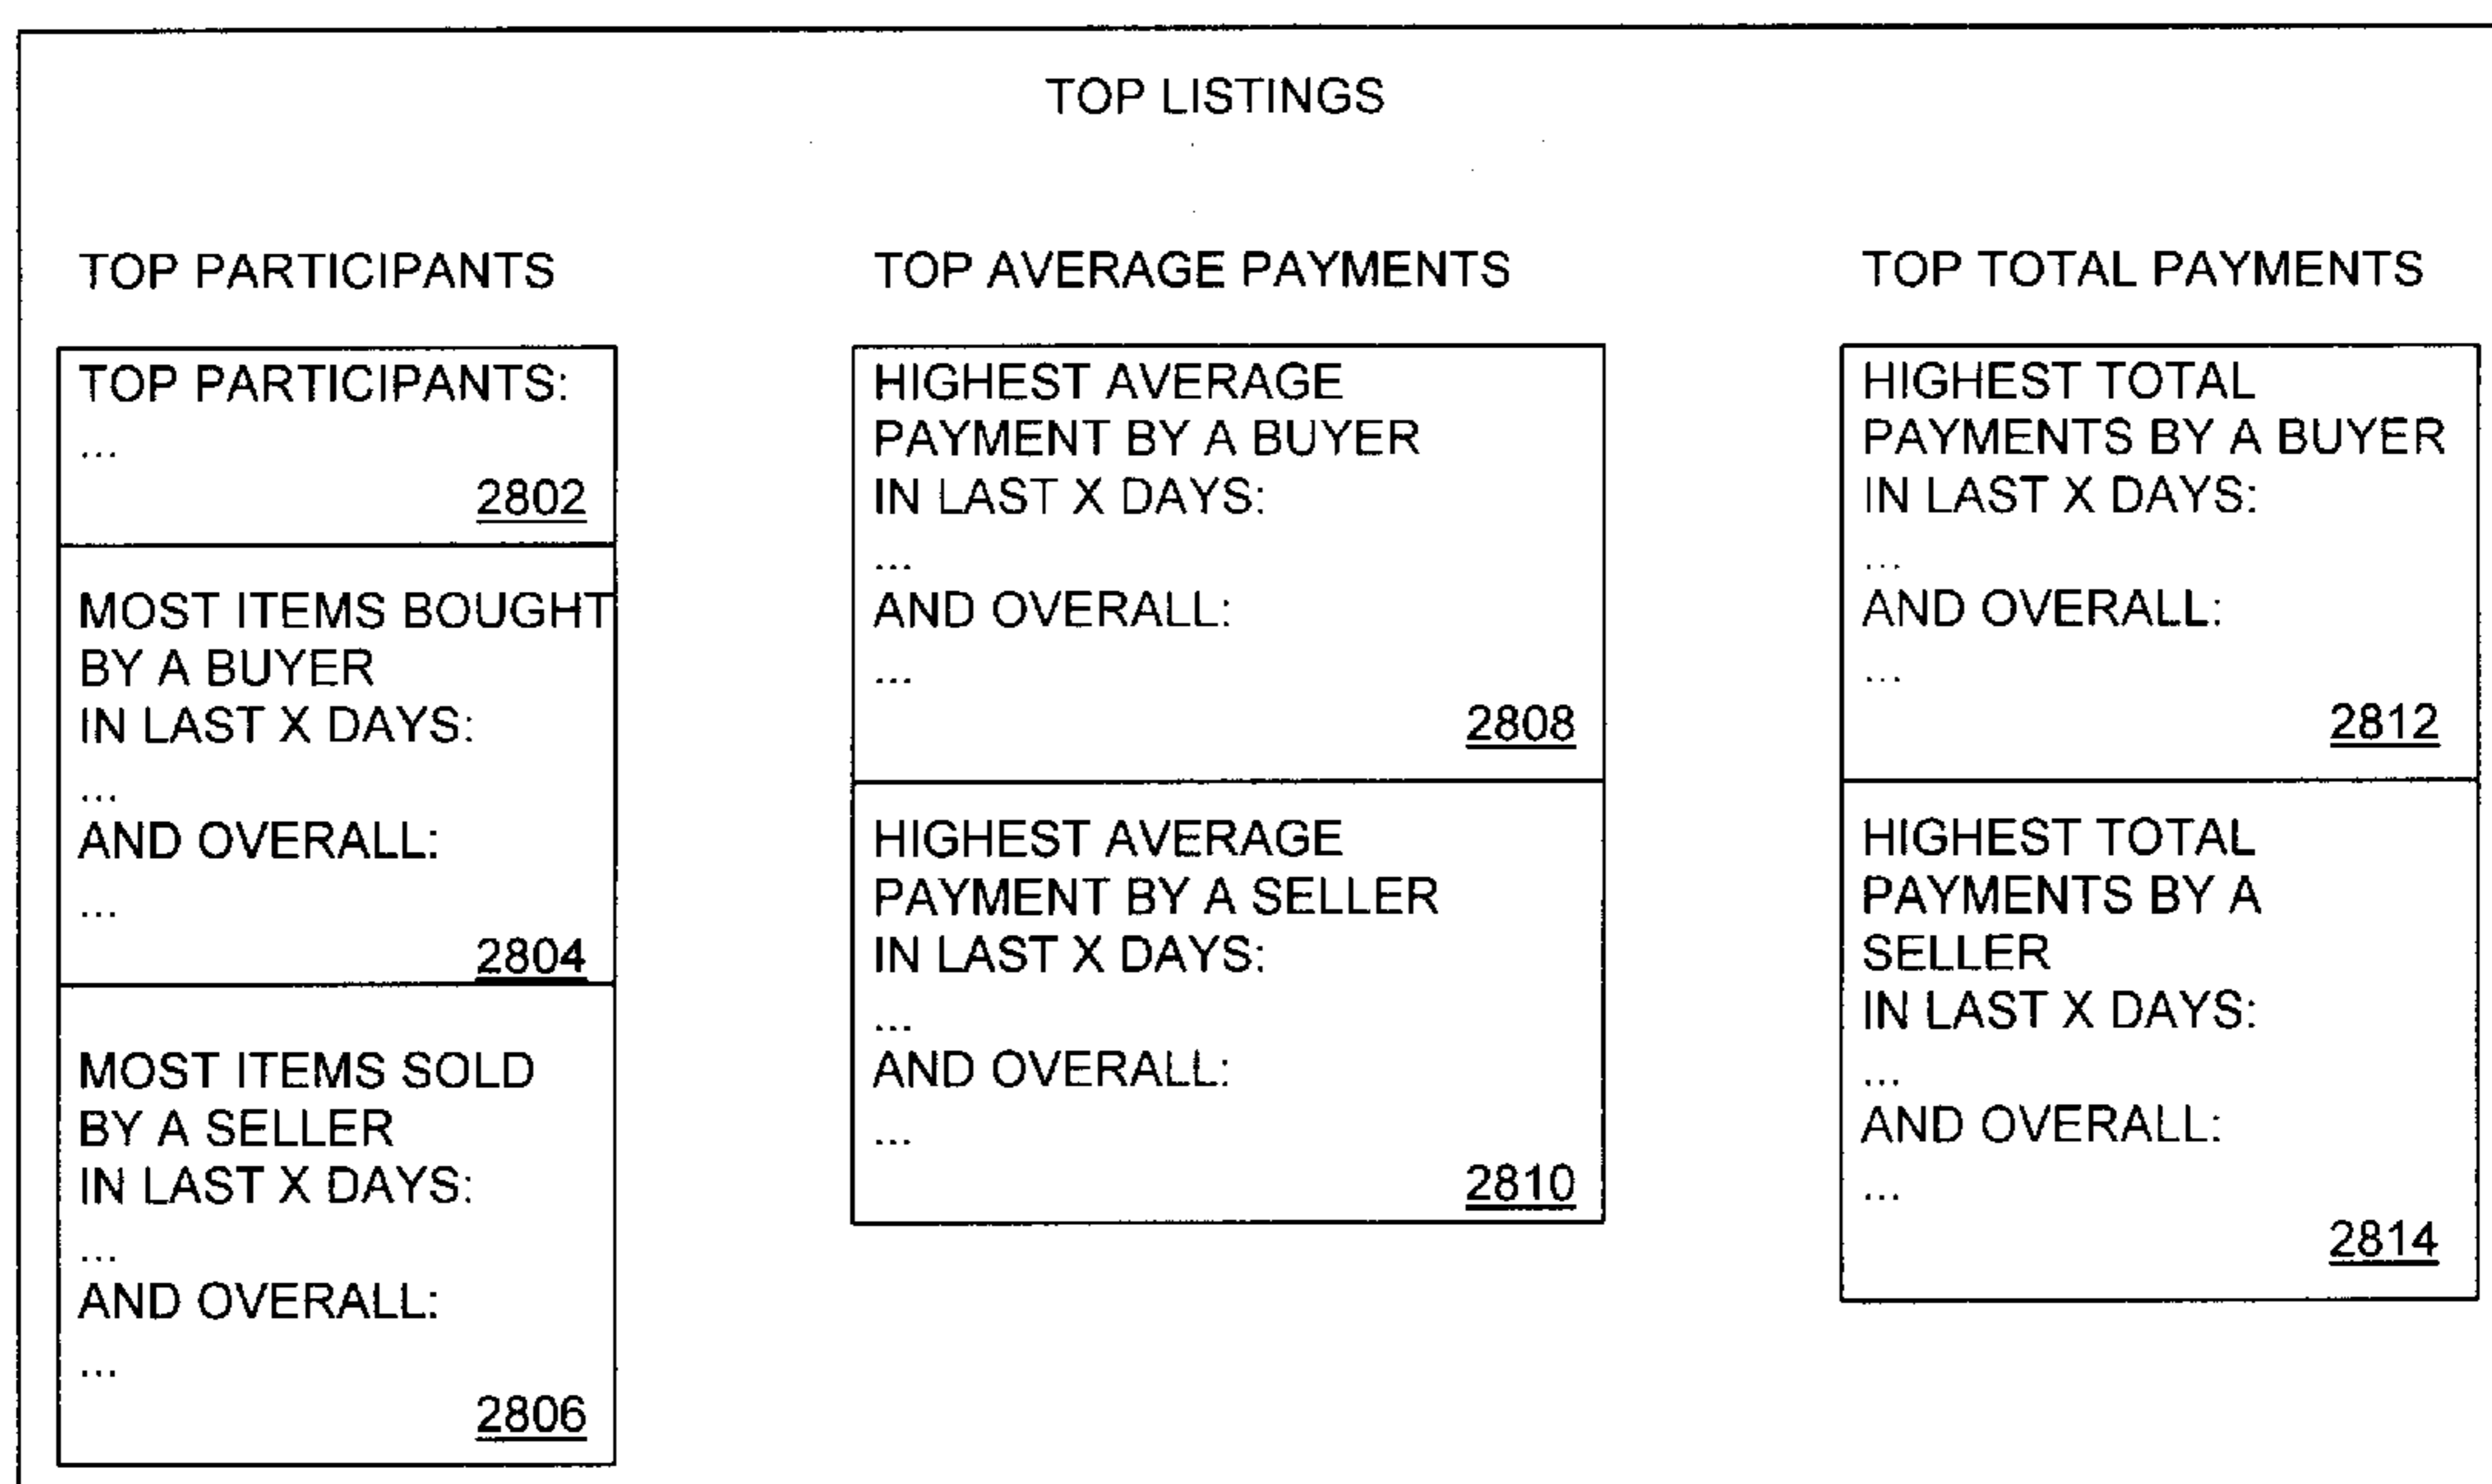 TOP LISTINGS
TOP PARTICIPANTS
TOP PARTICIPANTS:
...
2802
MOST ITEMS BOUGHT
BY A BUYER
IN LAST X DAYS:
...
AND OVERALL:
...
2804
MOST ITEMS SOLD
BY A SELLER
IN LAST X DAYS:
...
AND OVERALL:
...
2806
TOP AVERAGE PAYMENTS
HIGHEST AVERAGE
PAYMENT BY A BUYER
IN LAST X DAYS:
...
AND OVERALL:
...
2808
HIGHEST AVERAGE
PAYMENT BY A SELLER
IN LAST X DAYS:
...
AND OVERALL:
...
2810
TOP TOTAL PAYMENTS
HIGHEST TOTAL
PAYMENTS BY A BUYER
IN LAST X DAYS:
...
AND OVERALL:
...
2812
HIGHEST TOTAL
PAYMENTS BY A
SELLER
IN LAST X DAYS:
...
AND OVERALL:
...
2814